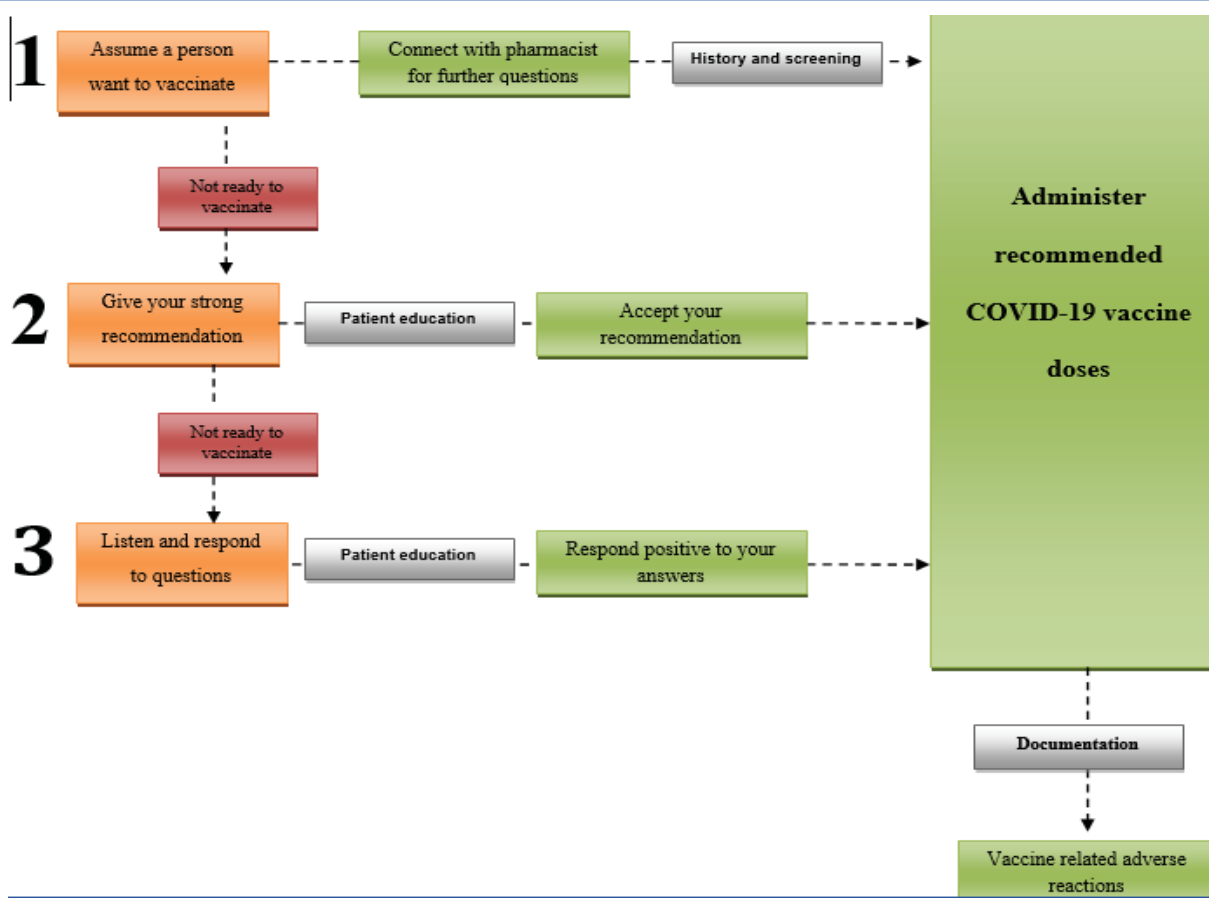 1
Assume a person
want to vaccinate
Connect with pharmacist
for further questions
History and screening
Not ready to
vaccinate
Administer
recommended
COVID-19 vaccine
doses
2
Give your strong
recommendation
Patient education
Accept your
recommendation
Not ready to
vaccinate
3
Listen and respond
to questions
Patient education
Respond positive to your
answers
Documentation
Vaccine related adverse
reactions